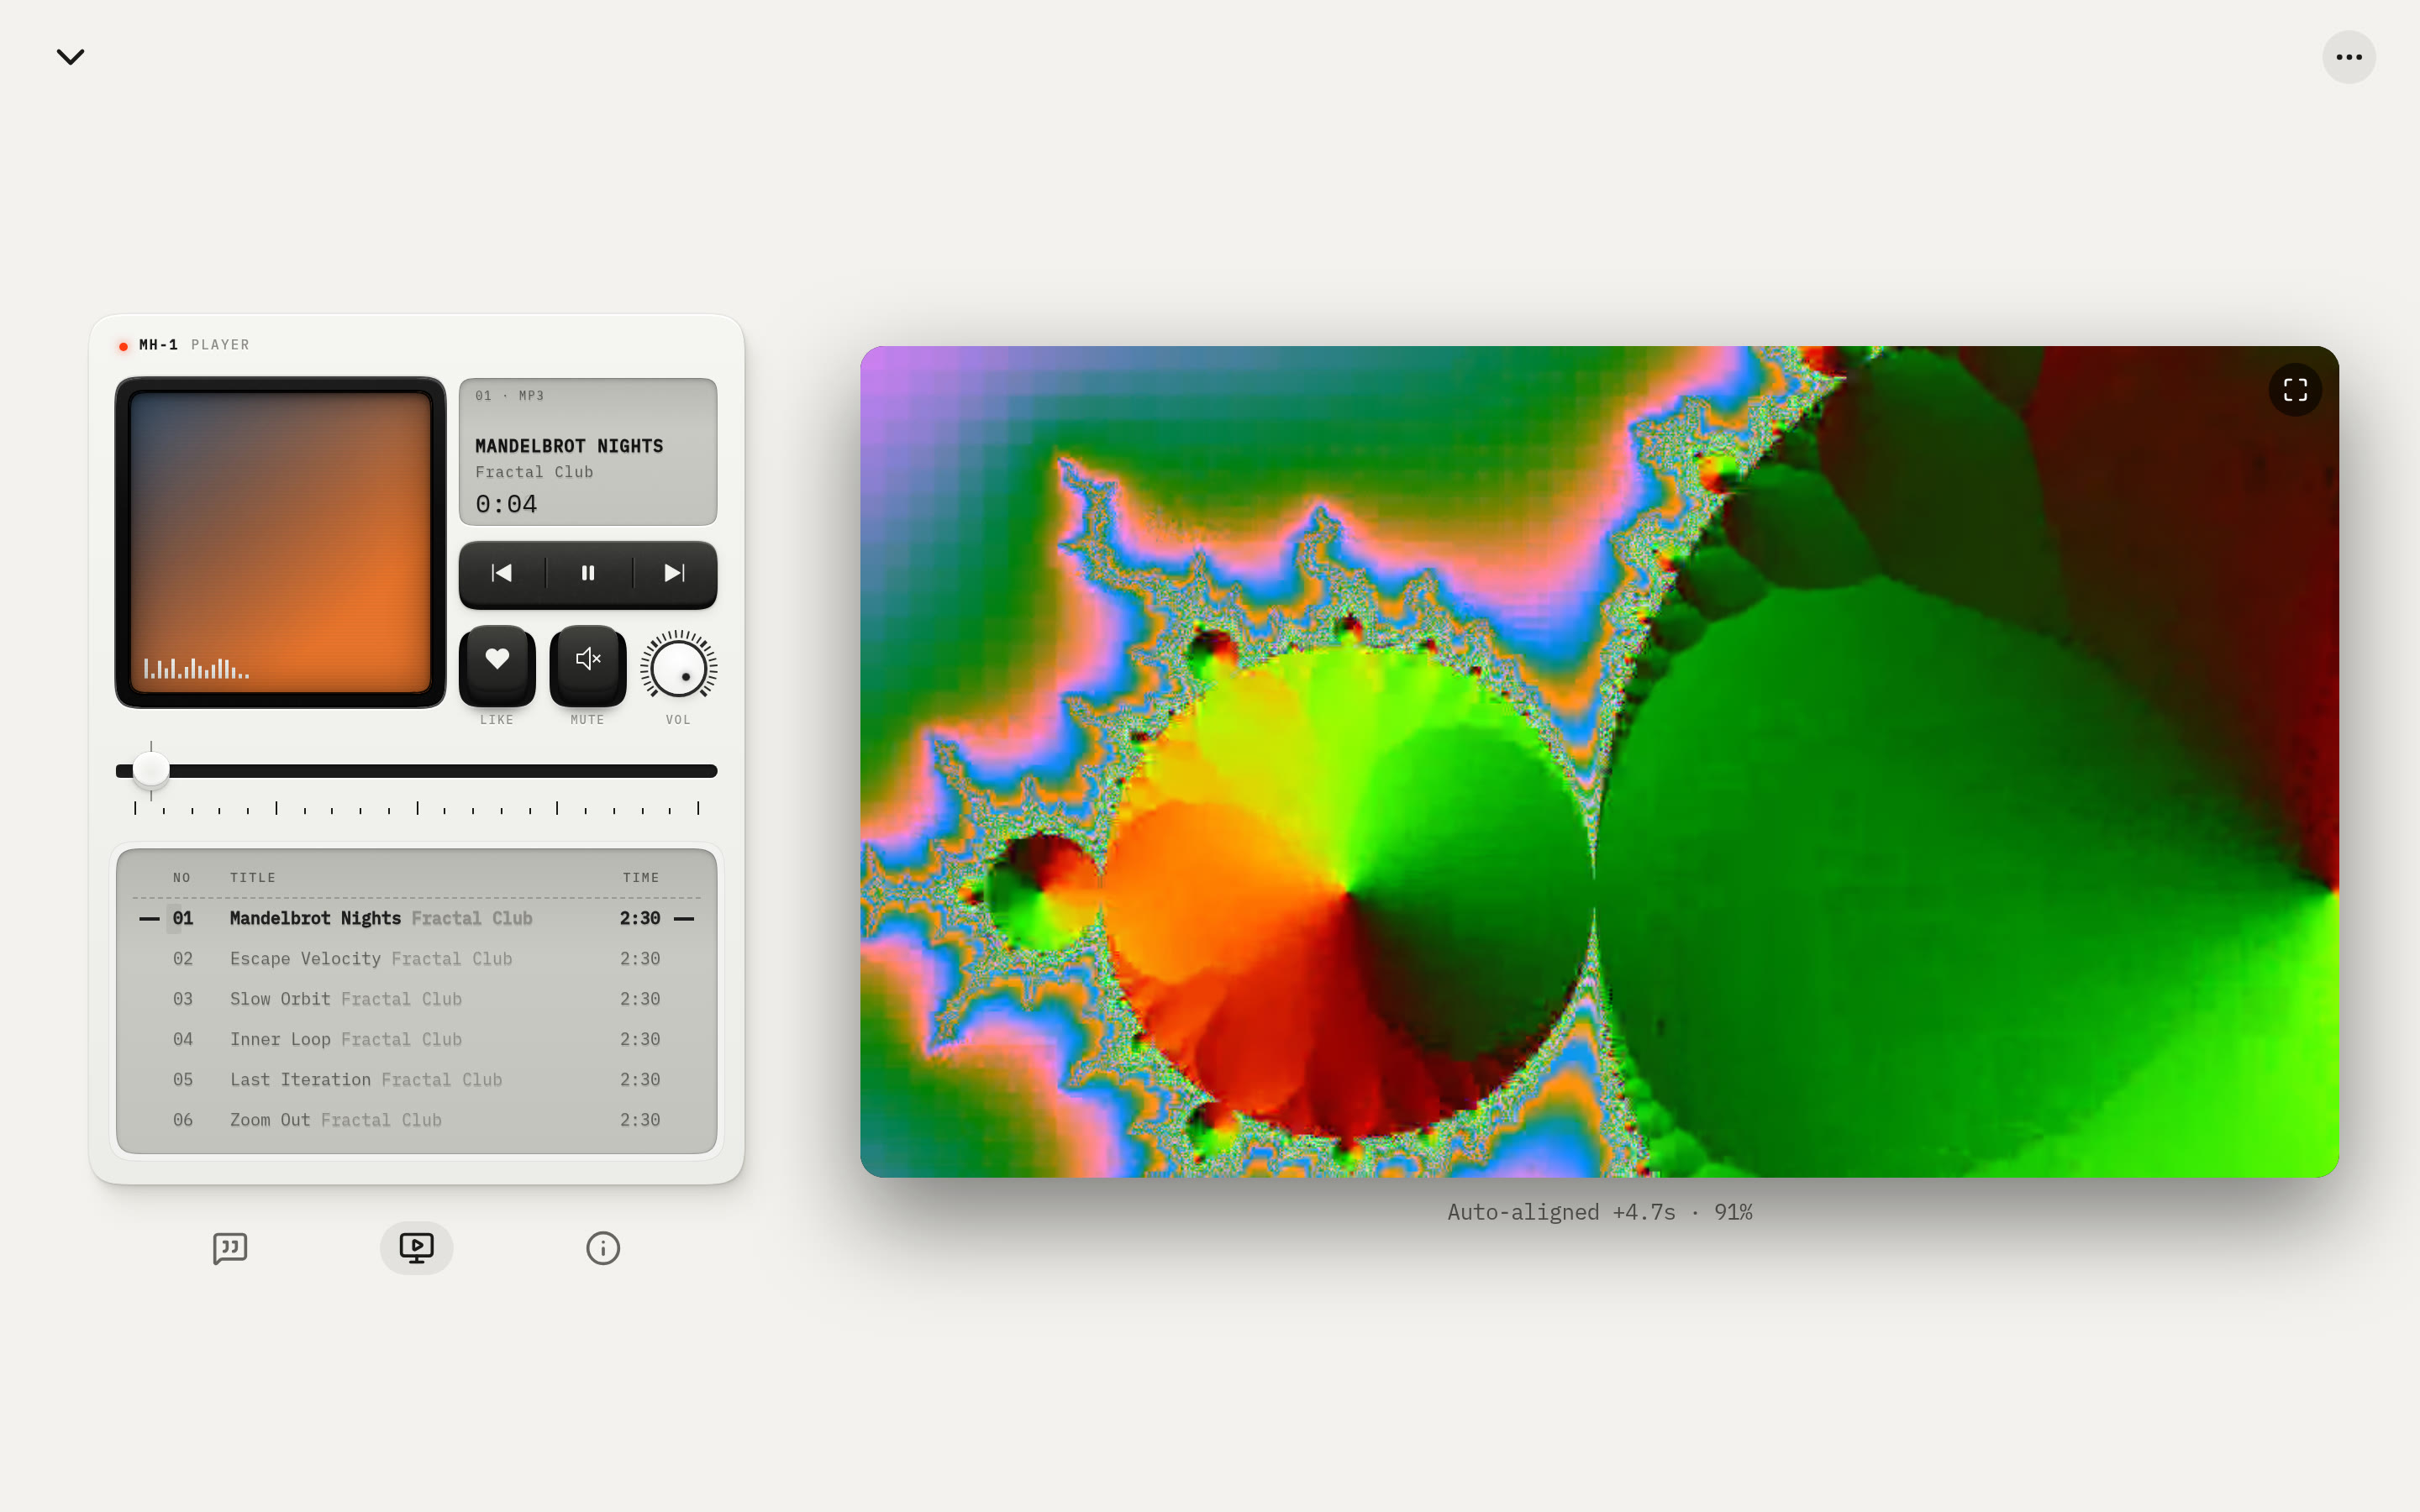 MH-1 PLAYER
01 · MP3
MANDELBROT NIGHTS
Fractal Club
0:04
LIKE MUTE VOL
NO TITLE TIME
01 Mandelbrot Nights Fractal Club 2:30
02 Escape Velocity Fractal Club 2:30
03 Slow Orbit Fractal Club 2:30
04 Inner Loop Fractal Club 2:30
05 Last Iteration Fractal Club 2:30
06 Zoom Out Fractal Club 2:30
Auto-aligned +4.7s · 91%